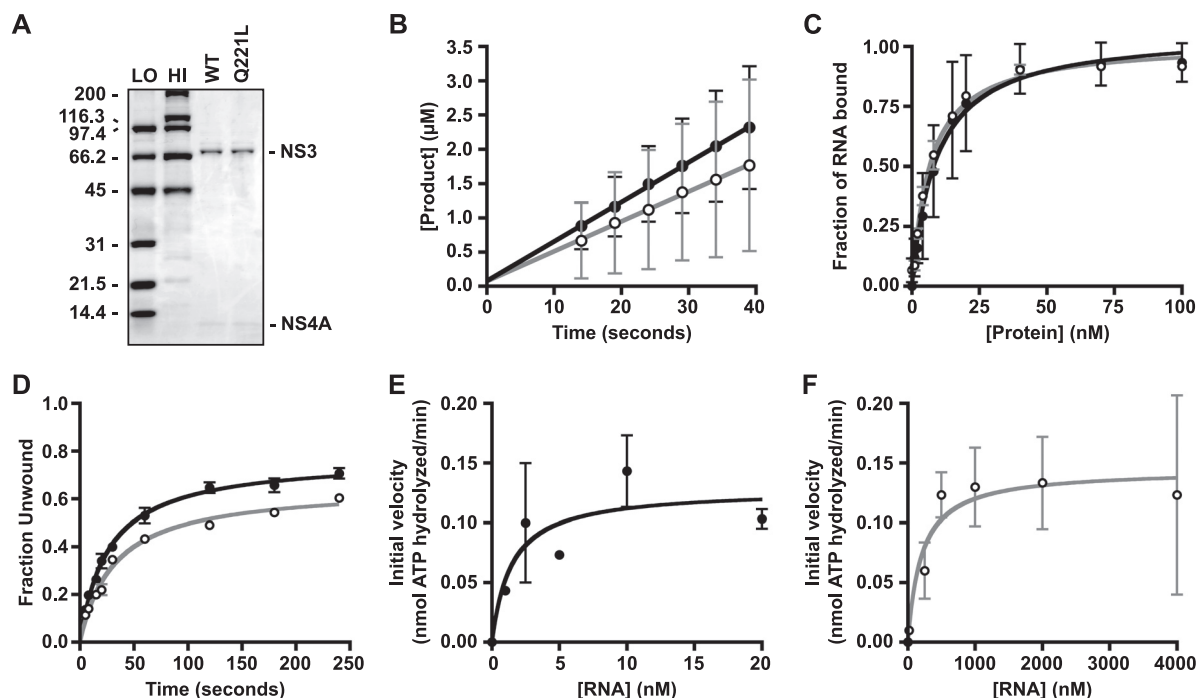 A
LO HI WT Q221L
200 -
116.3
97.4 -
66.2 -
45 -
31 -
21.5 -
14.4 -
- NS3
- NS4A
B
[Product] (μM)
3.5
3.0
2.5
2.0
1.5
1.0
0.5
0.0
0 10 20 30 40
Time (seconds)
C
Fraction of RNA bound
1.00
0.75
0.50
0.25
0.00
0 25 50 75 100
[Protein] (nM)
D
Fraction Unwound
1.0
0.8
0.6
0.4
0.2
0.0
0 50 100 150 200 250
Time (seconds)
E
Initial velocity
(nmol ATP hydrolyzed/min)
0.20
0.15
0.10
0.05
0.00
0 5 10 15 20
[RNA] (nM)
F
Initial velocity
(nmol ATP hydrolyzed/min)
0.20
0.15
0.10
0.05
0.00
0 1000 2000 3000 4000
[RNA] (nM)